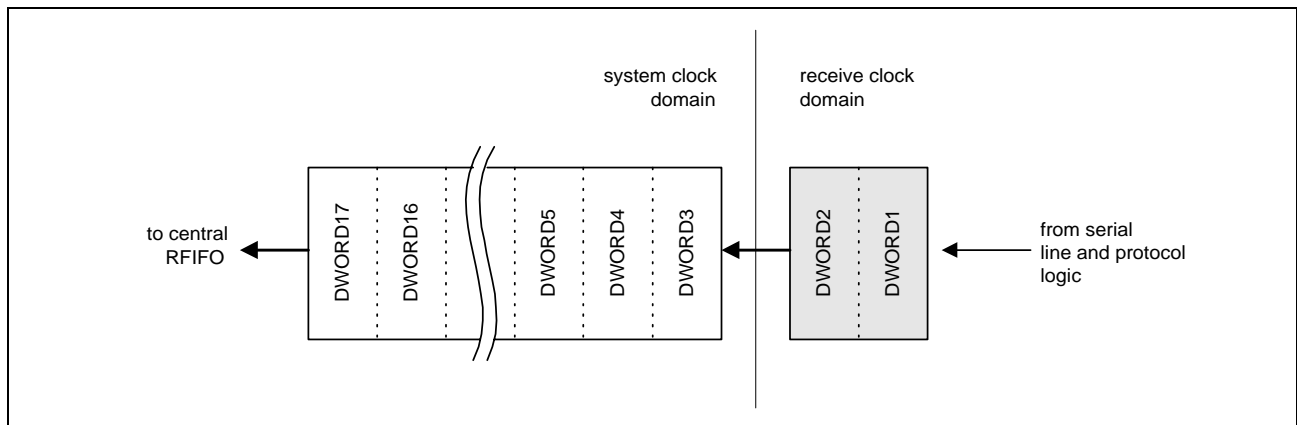 system clock
domain
receive clock
domain
to central
RFIFO
DWORD17
DWORD16
DWORD5
DWORD4
DWORD3
DWORD2
DWORD1
from serial
line and protocol
logic